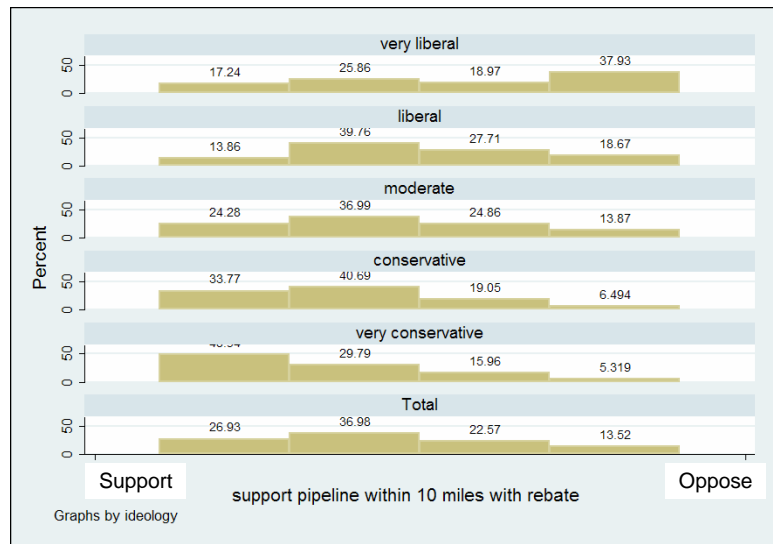 very liberal
50
0
17.24 25.86 18.97 37.93
liberal
50
0
13.86 39.76 27.71 18.67
moderate
50
0
24.28 36.99 24.86 13.87
conservative
50
0
33.77 40.69 19.05 6.494
very conservative
50
0
29.79 15.96 5.319
Total
50
0
26.93 36.98 22.57 13.52
Percent
Support Oppose
support pipeline within 10 miles with rebate
Graphs by ideology